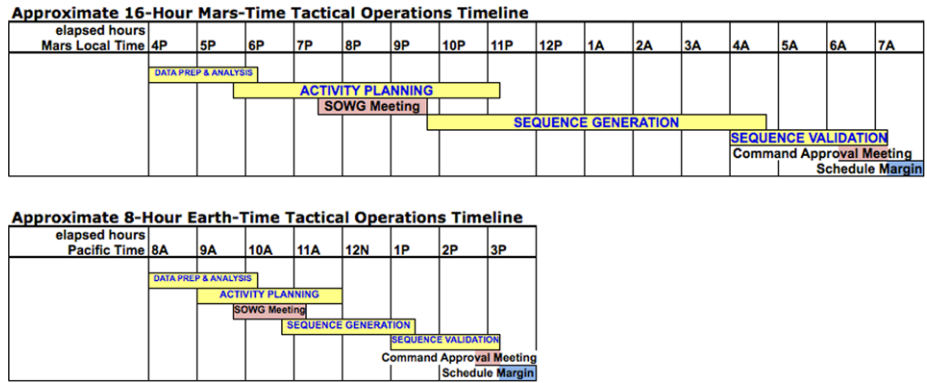 Approximate 16-Hour Mars-Time Tactical Operations Timeline
elapsed hours
Mars Local Time 4P 5P 6P 7P 8P 9P 10P 11P 12P 1A 2A 3A 4A 5A 6A 7A
DATA PREP & ANALYSIS
ACTIVITY PLANNING
SOWG Meeting
SEQUENCE GENERATION
SEQUENCE VALIDATION
Command Approval Meeting
Schedule Margin
Approximate 8-Hour Earth-Time Tactical Operations Timeline
elapsed hours
Pacific Time 8A 9A 10A 11A 12N 1P 2P 3P
DATA PREP & ANALYSIS
ACTIVITY PLANNING
SOWG Meeting
SEQUENCE GENERATION
SEQUENCE VALIDATION
Command Approval Meeting
Schedule Margin